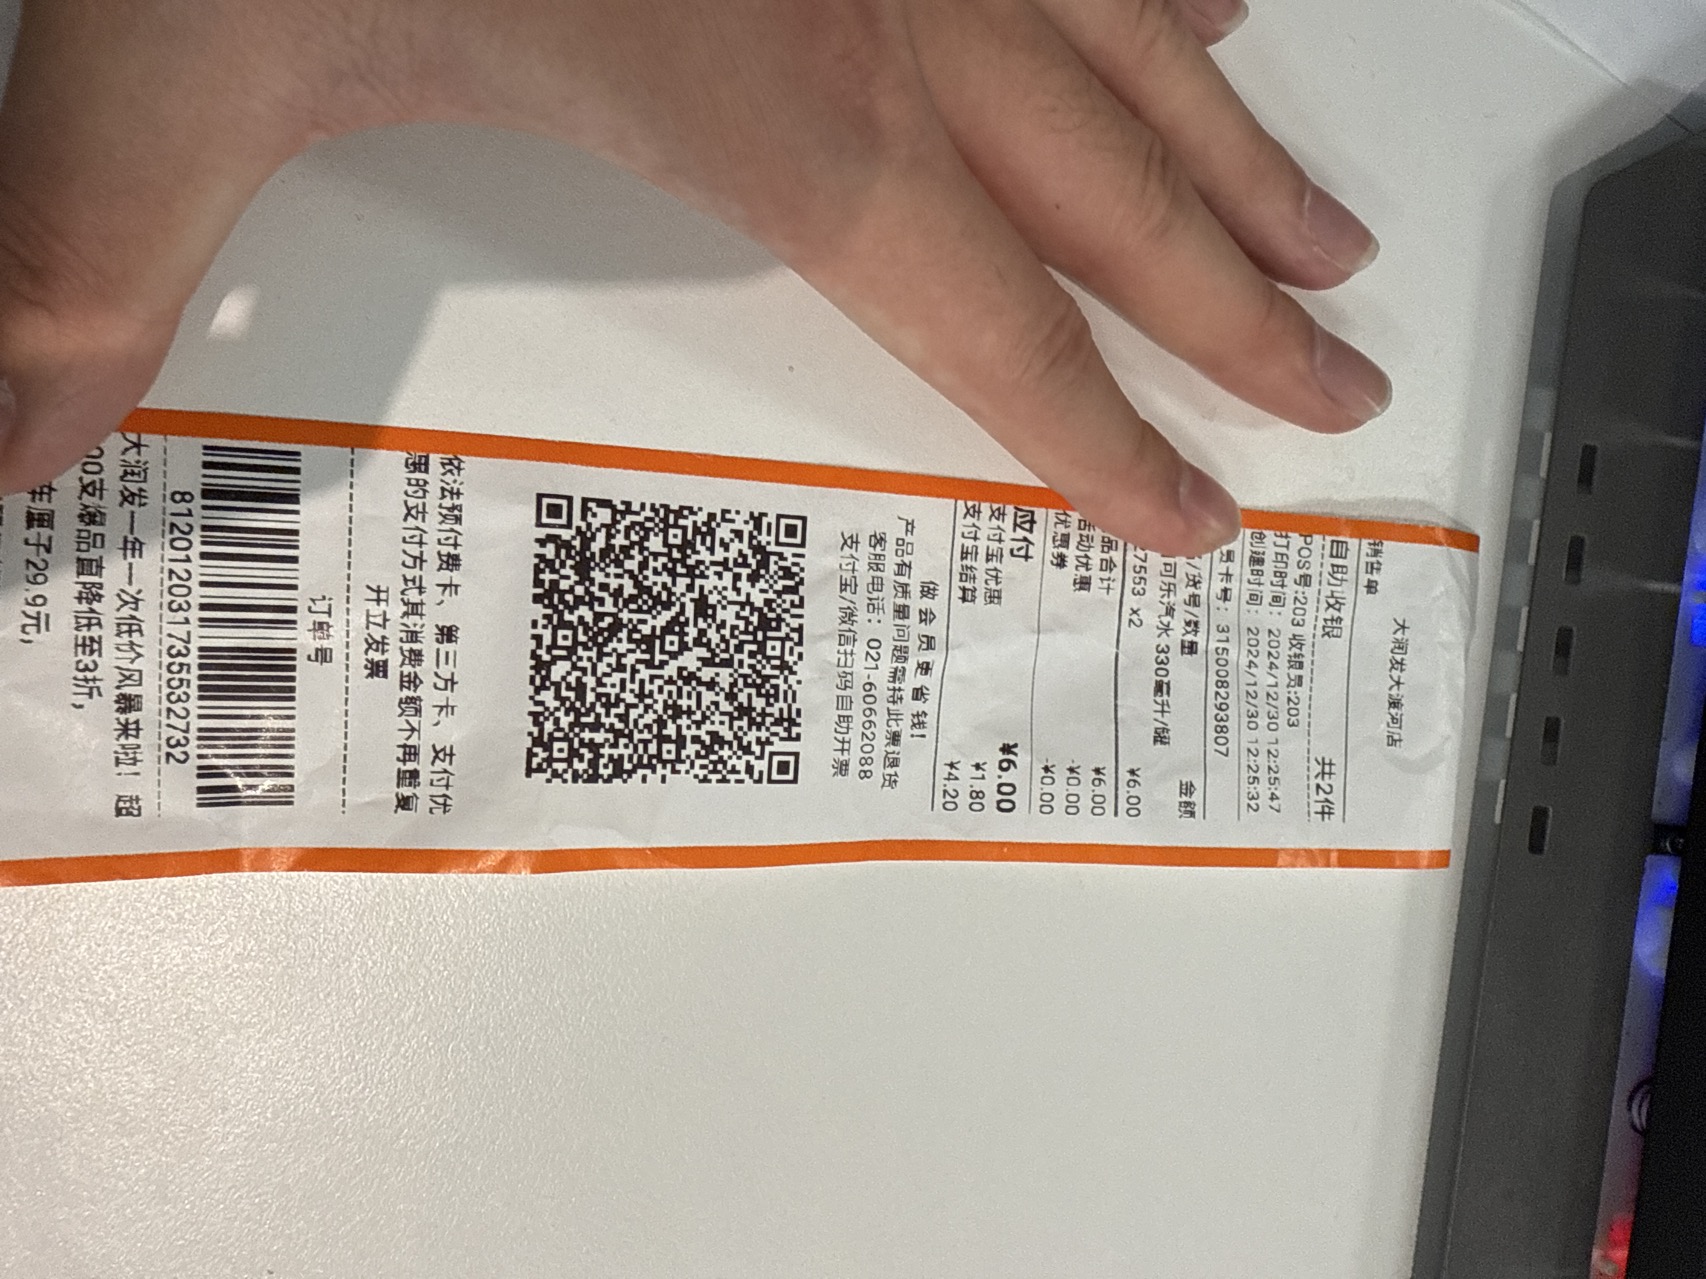 大润发大渡河店
销售单
自助收银 共2件
POS号:203 收银员:203
打印时间：2024/12/30 12:25:47
创建时间：2024/12/30 12:25:32
员卡号：3150082938​07
/货号/数量 金额
可乐汽水 330毫升/罐
7553 x2 ¥6.00
品合计 ¥6.00
活动优惠 -¥0.00
优惠券 -¥0.00
应付 ¥6.00
支付宝优惠 ¥1.80
支付宝结算 ¥4.20
做会员更省钱！
产品有质量问题需持此票退货
客服电话：021-60662088
支付宝/微信扫码自助开票
依法预付费卡、第三方卡、支付优
惠的支付方式其消费金额不再重复
开立发票
订单号
812012031735532732
大润发一年一次低价风暴来啦！超
00支爆品直降低至3折，
车厘子29.9元，